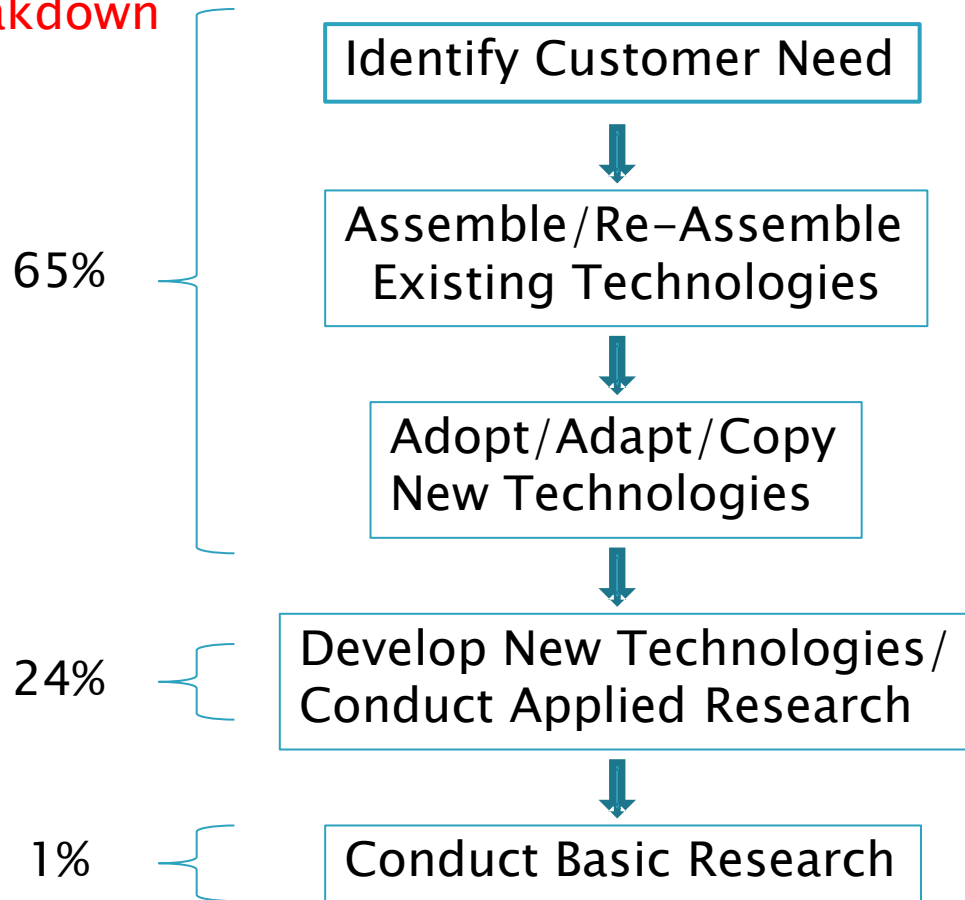 akdown
Identify Customer Need
Assemble/Re-Assemble
Existing Technologies
65%
Adopt/Adapt/Copy
New Technologies
Develop New Technologies/
Conduct Applied Research
24%
Conduct Basic Research
1%